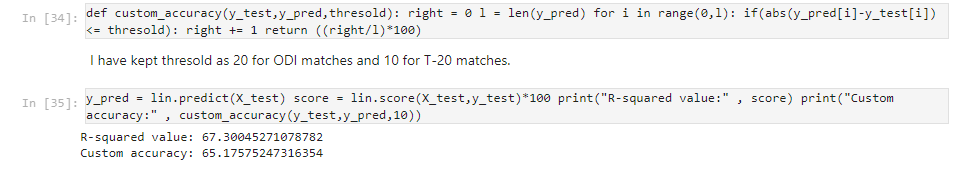 In [34]: def custom_accuracy(y_test,y_pred,thresold): right = 0 l = len(y_pred) for i in range(0,l): if(abs(y_pred[i]-y_test[i])
<= thresold): right += 1 return ((right/l)*100)
I have kept thresold as 20 for ODI matches and 10 for T-20 matches.
In [35]: y_pred = lin.predict(X_test) score = lin.score(X_test,y_test)*100 print("R-squared value:" , score) print("Custom
accuracy:" , custom_accuracy(y_test,y_pred,10))
R-squared value: 67.30045271078782
Custom accuracy: 65.17575247316354